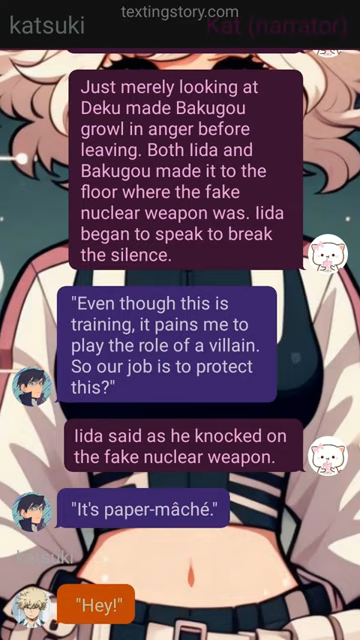 textingstory.com
katsuki
Kat (narrator)
Just merely looking at
Deku made Bakugou
growl in anger before
leaving. Both Iida and
Bakugou made it to the
floor where the fake
nuclear weapon was. Iida
began to speak to break
the silence.
"Even though this is
training, it pains me to
play the role of a villain.
So our job is to protect
this?"
Iida said as he knocked on
the fake nuclear weapon.
"It's paper-mâché."
katsuki
"Hey!"